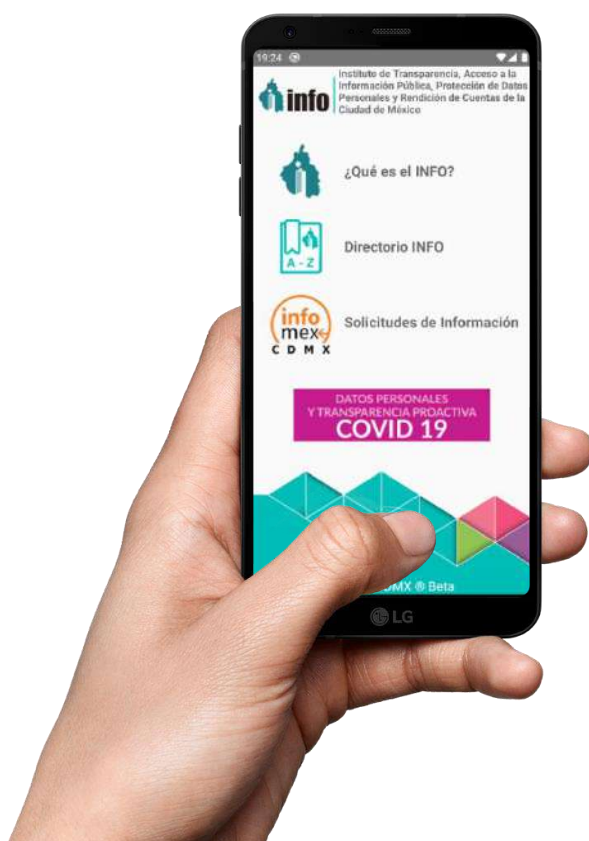 19:24
info
Instituto de Transparencia, Acceso a la
Información Pública, Protección de Datos
Personales y Rendición de Cuentas de la
Ciudad de México
¿Qué es el INFO?
A - Z
Directorio INFO
info
mex
CDMX
Solicitudes de Información
DATOS PERSONALES
Y TRANSPARENCIA PROACTIVA
COVID 19
DMX ® Beta
LG